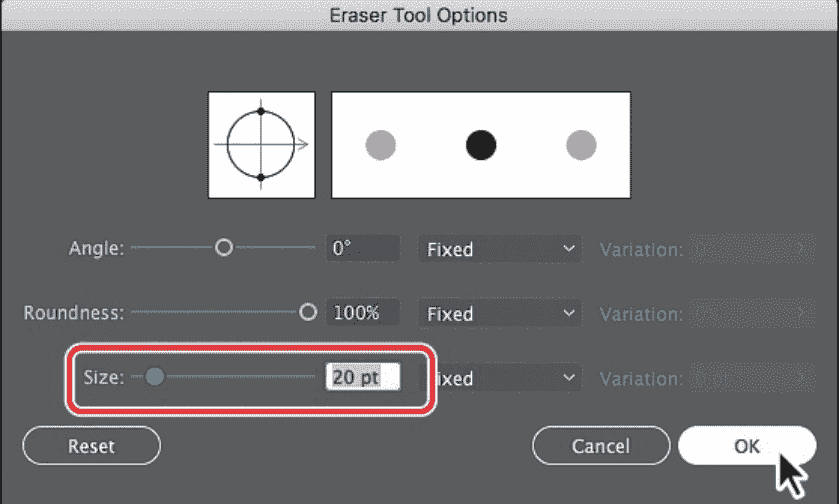 Eraser Tool Options
Angle: 0° Fixed Variation:
Roundness: 100% Fixed Variation:
Size: 20 pt ixed Variation:
Reset Cancel OK